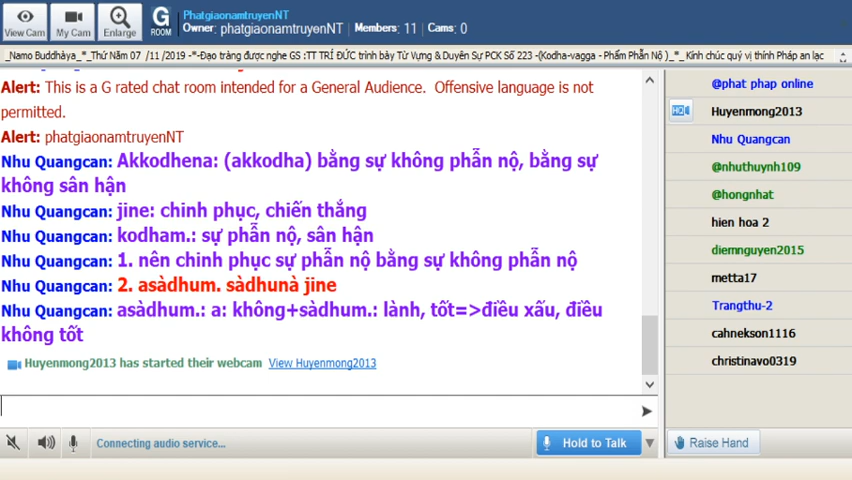 View Cam
My Cam
Enlarge
G
ROOM
PhatgiaonamtruyenNT
Owner: phatgiaonamtruyenNT / Members: 11 / Cams: 0
_Namo Buddhàya_*_Thứ Năm 07 /11 /2019 -*-Đạo tràng được nghe GS :TT TRÍ ĐỨC trình bày Từ Vựng & Duyên Sự PCK Số 223 -(Kodha-vagga - Phẩm Phẫn Nộ )_*_ Kính chúc quý vị thính Pháp an lạc
Alert: This is a G rated chat room intended for a General Audience. Offensive language is not
permitted.
Alert: phatgiaonamtruyenNT
Nhu Quangcan: Akkodhena: (akkodha) bằng sự không phẫn nộ, bằng sự
không sân hận
Nhu Quangcan: jine: chinh phục, chiến thắng
Nhu Quangcan: kodham.: sự phẫn nộ, sân hận
Nhu Quangcan: 1. nên chinh phục sự phẫn nộ bằng sự không phẫn nộ
Nhu Quangcan: 2. asàdhum. sàdhunà jine
Nhu Quangcan: asàdhum.: a: không+sàdhum.: lành, tốt=>điều xấu, điều
không tốt
Huyenmong2013 has started their webcam View Huyenmong2013
Connecting audio service...
Hold to Talk
@phat phap online
HD
Huyenmong2013
Nhu Quangcan
@nhuthuynh109
@hongnhat
hien hoa 2
diemnguyen2015
metta17
Trangthu-2
cahnekson1116
christinavo0319
Raise Hand